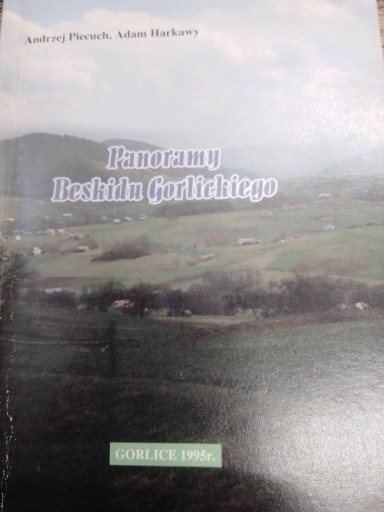 Andrzej Piecuch, Adam Harkawy
Panoramy
Beskidu Gorlickiego
GORLICE 1995r.